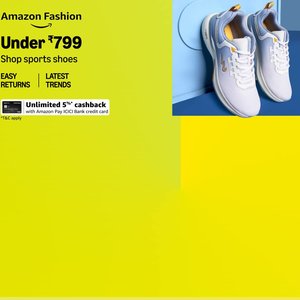 Amazon Fashion
Under ₹799
Shop sports shoes
EASY RETURNS | LATEST TRENDS
Unlimited 5%* cashback
with Amazon Pay ICICI Bank credit card
*T&C apply